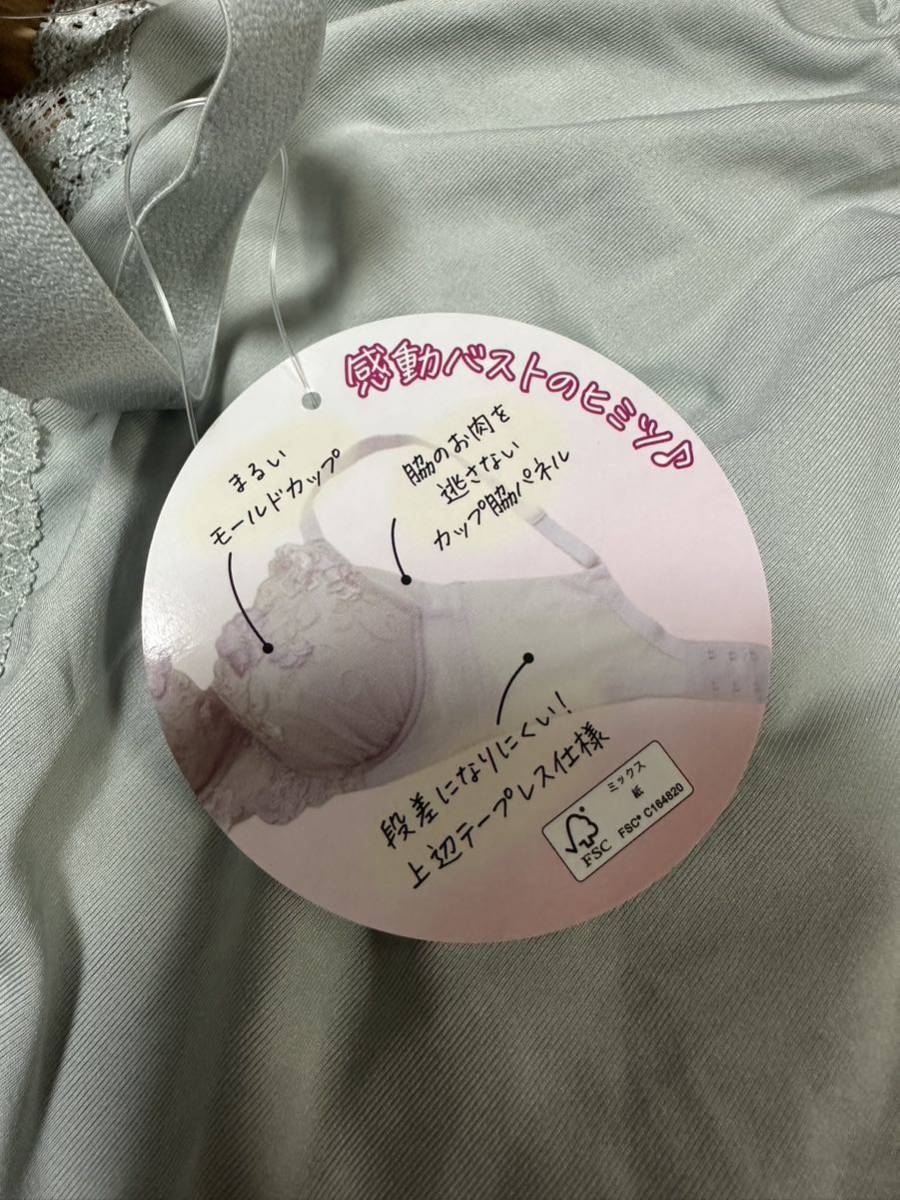 感動ベストのヒミツ♪
まるい
モールドカップ
脇のお肉を
逃さない
カップ脇パネル
段差になりにくい!
上辺テープレス仕様
ミックス
紙
FSC
FSC® C164820